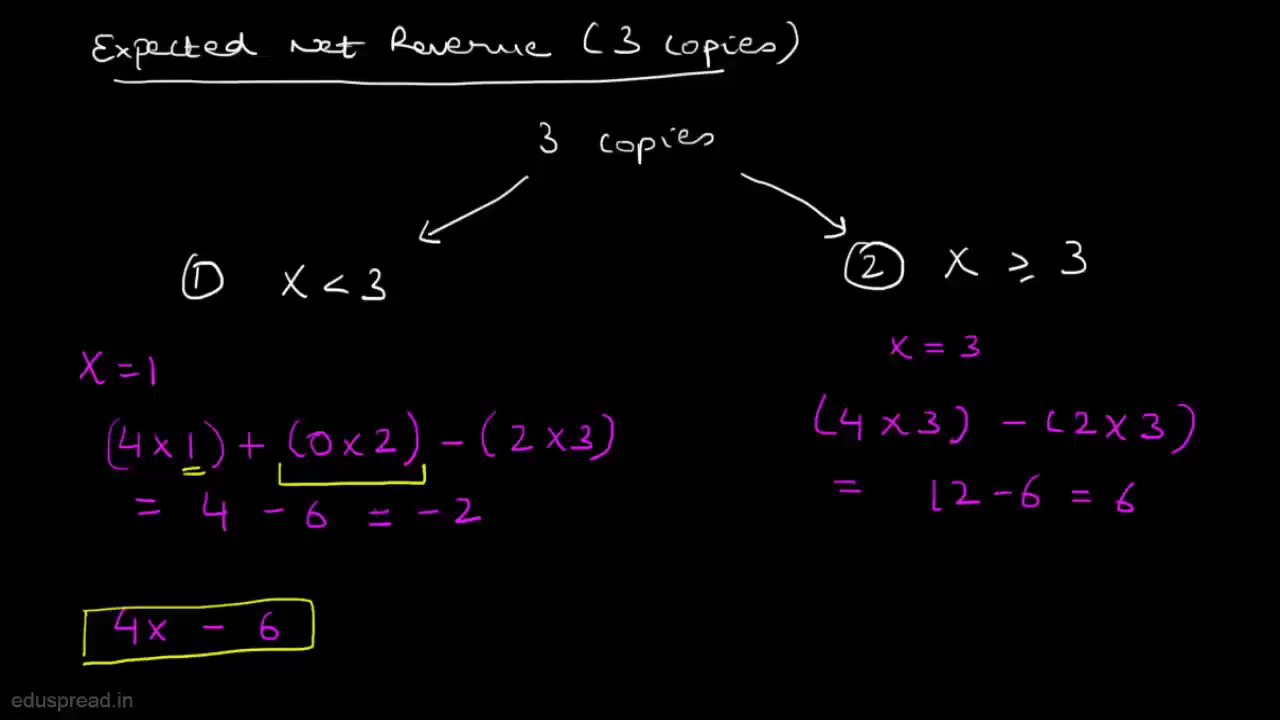 Expected Net Revenue (3 copies)
3 copies
① X < 3
② X ≥ 3
X = 1
(4 x 1) + (0 x 2) - (2 x 3)
= 4 - 6 = -2
4x - 6
x = 3
(4 x 3) - (2 x 3)
= 12 - 6 = 6
eduspread.in